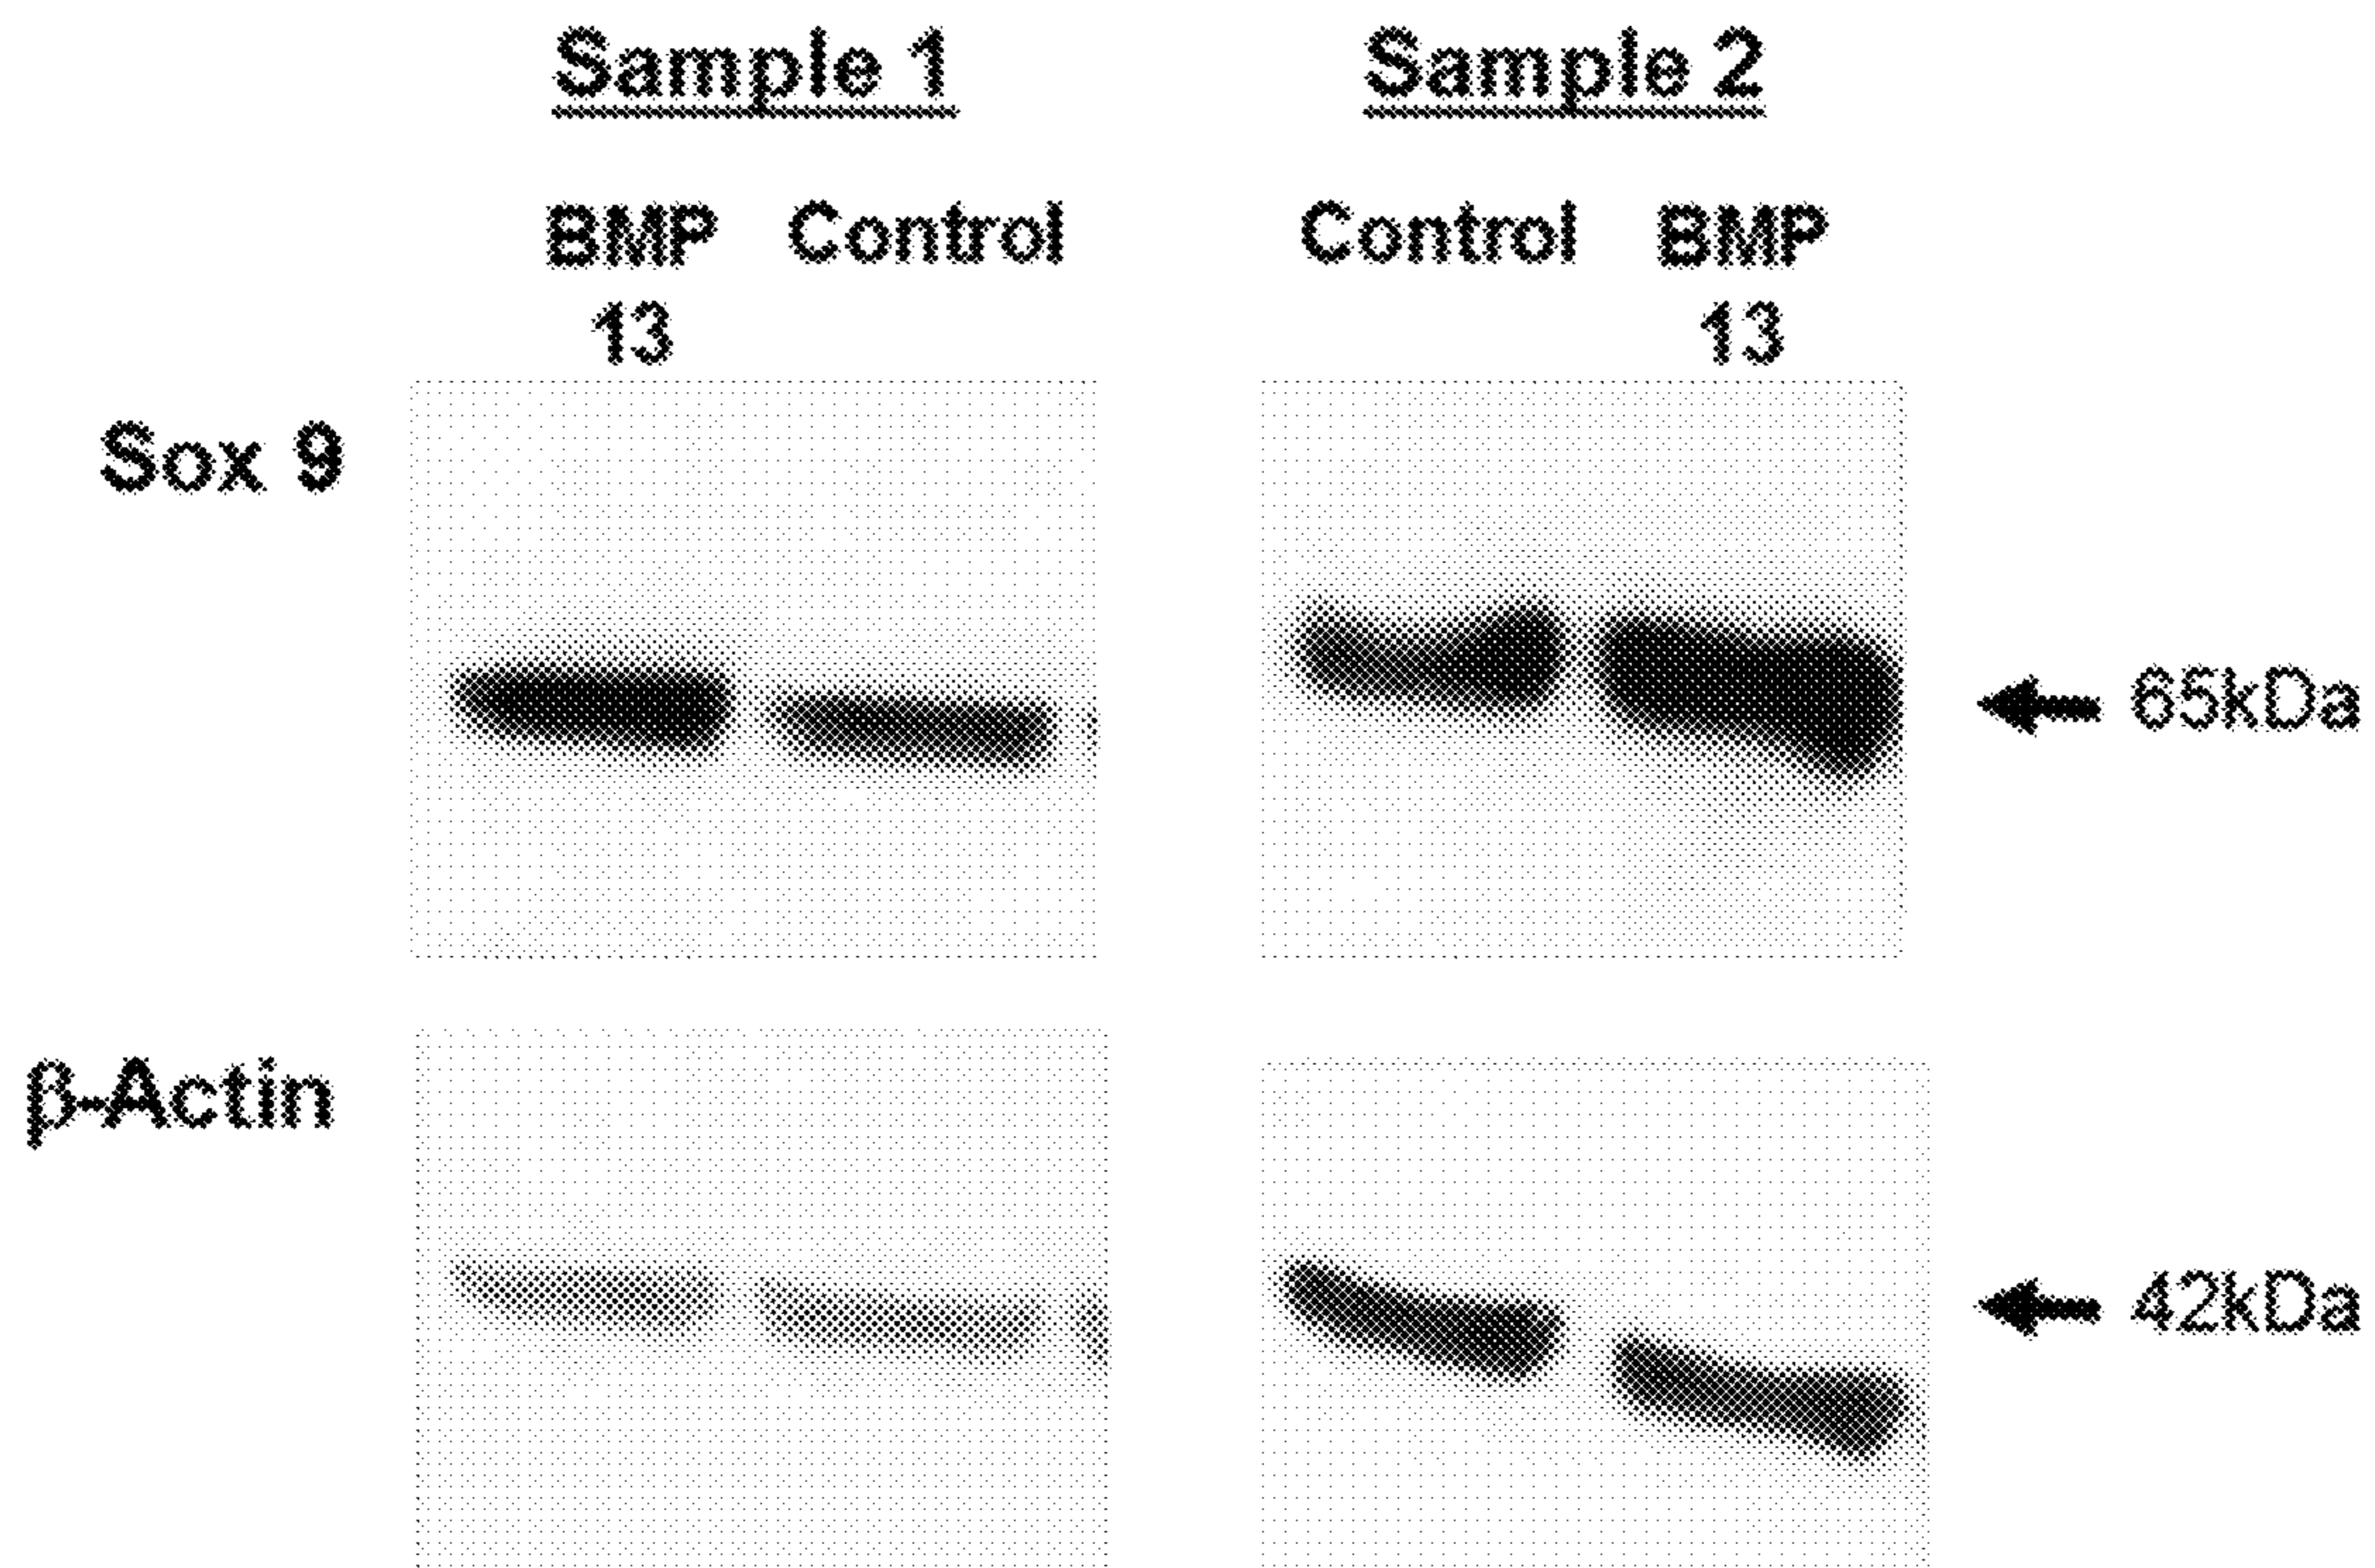 Sample 1 Sample 2
BMP Control Control BMP
13 13
Sox 9
65kDa
β-Actin
42kDa